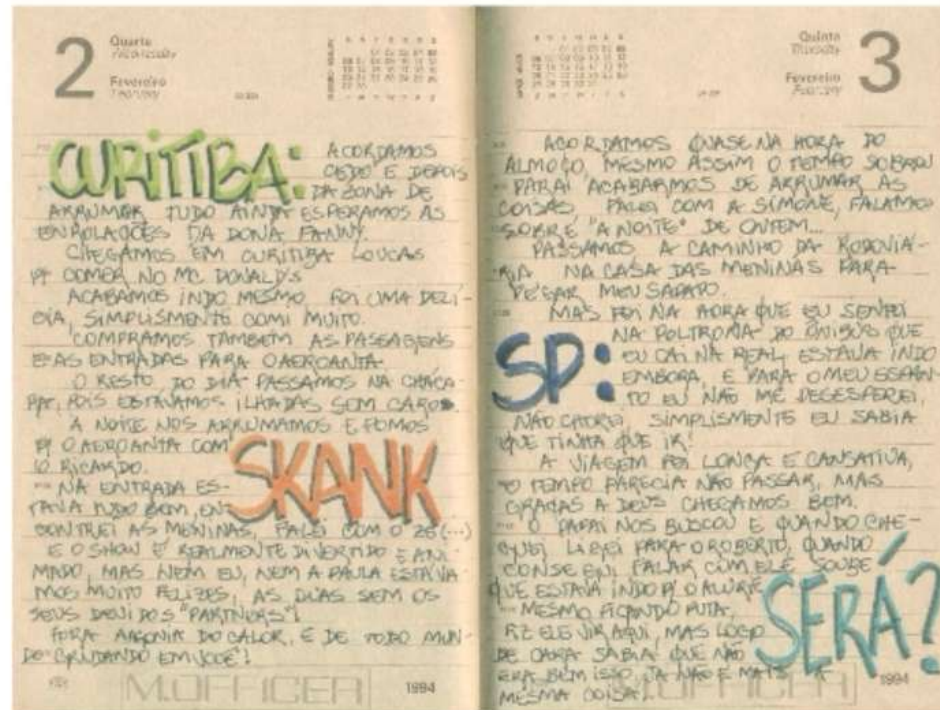 2
Quarta
Wednesday
Fevereiro
February
CURITIBA: ACORDAMOS
CEDO E DEPOIS
DA ZONA DE
ARRUMAR TUDO AINDA ESPERAMOS AS
ENROLAÇÕES DA DONA FANNY.
CHEGAMOS EM CURITIBA LOUCAS
P/ COMER NO MC DONALD'S
ACABAMOS INDO MESMO, FOI UMA DELÍ-
CIA, SIMPLISMENTE COMI MUITO.
COMPRAMOS TAMBÉM AS PASSAGENS
E AS ENTRADAS PARA O AEROANTA
O RESTO DO DIA PASSAMOS NA CHÁCA-
RA, POIS ESTAVAMOS ILHADAS SEM CARO.
A NOITE NOS ARRUMAMOS E FOMOS
P/ O AEROANTA COM SKANK
O RICARDO.
NA ENTRADA ES-
TAVA TUDO BEM, EN
CONTREI AS MENINAS, FALEI COM O ZÉ (...)
E O SHOW É REALMENTE DIVERTIDO E ANI-
MADO, MAS NEM EU, NEM A PAULA ESTÁVA-
MOS MUITO FELIZES, AS DUAS SEM OS
SEUS DEVIDOS "PARTNERS"!
FORA AGONIA DO CALOR, E DE TODO MUN-
DO "GRUDANDO EM VOCÊ"!
M.OFFICER
1994
Quinta
Thursday
Fevereiro
February
3
ACORDAMOS QUASE NA HORA DO
ALMOÇO, MESMO ASSIM O TEMPO SOBROU
PARA ACABARMOS DE ARRUMAR AS
COISAS. FALEI COM A SIMONE, FALAMOS
SOBRE "A NOITE" DE ONTEM...
PASSAMOS A CAMINHO DA RODOVIÁ-
RIA NA CASA DAS MENINAS PARA
PEGAR MEU SAPATO.
MAS FOI NA HORA QUE EU SENTEI
SP: NA POLTRONA DO ÔNIBUS QUE
EU CAI NA REAL, ESTAVA INDO
EMBORA, E PARA O MEU ESPAN-
TO EU NÃO ME DESESPEREI,
NÃO CHOREI, SIMPLISMENTE EU SABIA
QUE TINHA QUE IR!
A VIAGEM FOI LONGA E CANSATIVA,
O TEMPO PARECIA NÃO PASSAR, MAS
GRAÇAS A DEUS CHEGAMOS BEM.
O PAPAI NOS BUSCOU E QUANDO CHE-
GUEI LIGUEI PARA O ROBERTO, QUANDO
CONSEGUI FALAR COM ELE SOUBE
QUE ESTAVA INDO P/ O
MESMO FICANDO PUTA, SERÁ?
FIZ ELE VIR AQUI, MAS LOGO
DE CARA SABIA QUE NÃO
ERA BEM ISSO, JA NÃO É MAIS A
MESMA COISA!
M.OFFICER
1994